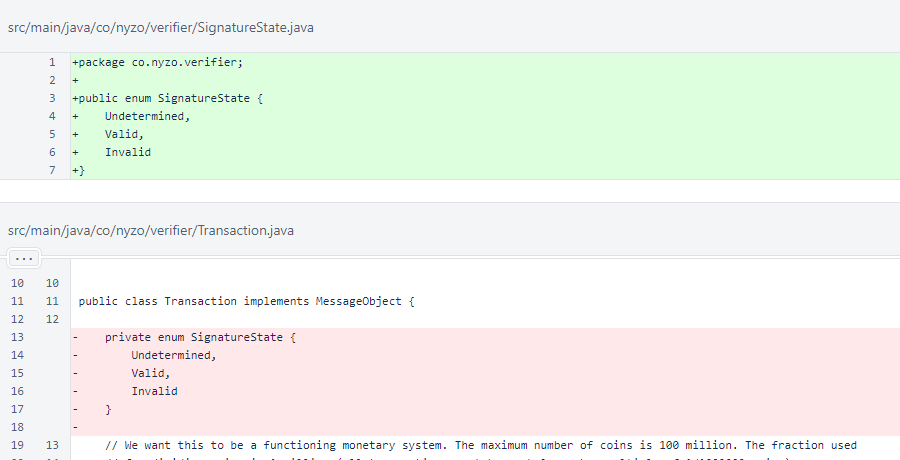 src/main/java/co/nyzo/verifier/SignatureState.java
1 +package co.nyzo.verifier;
2 +
3 +public enum SignatureState {
4 + Undetermined,
5 + Valid,
6 + Invalid
7 +}
src/main/java/co/nyzo/verifier/Transaction.java
...
10 10
11 11 public class Transaction implements MessageObject {
12 12
13 - private enum SignatureState {
14 - Undetermined,
15 - Valid,
16 - Invalid
17 - }
18 -
19 13 // We want this to be a functioning monetary system. The maximum number of coins is 100 million. The fraction used